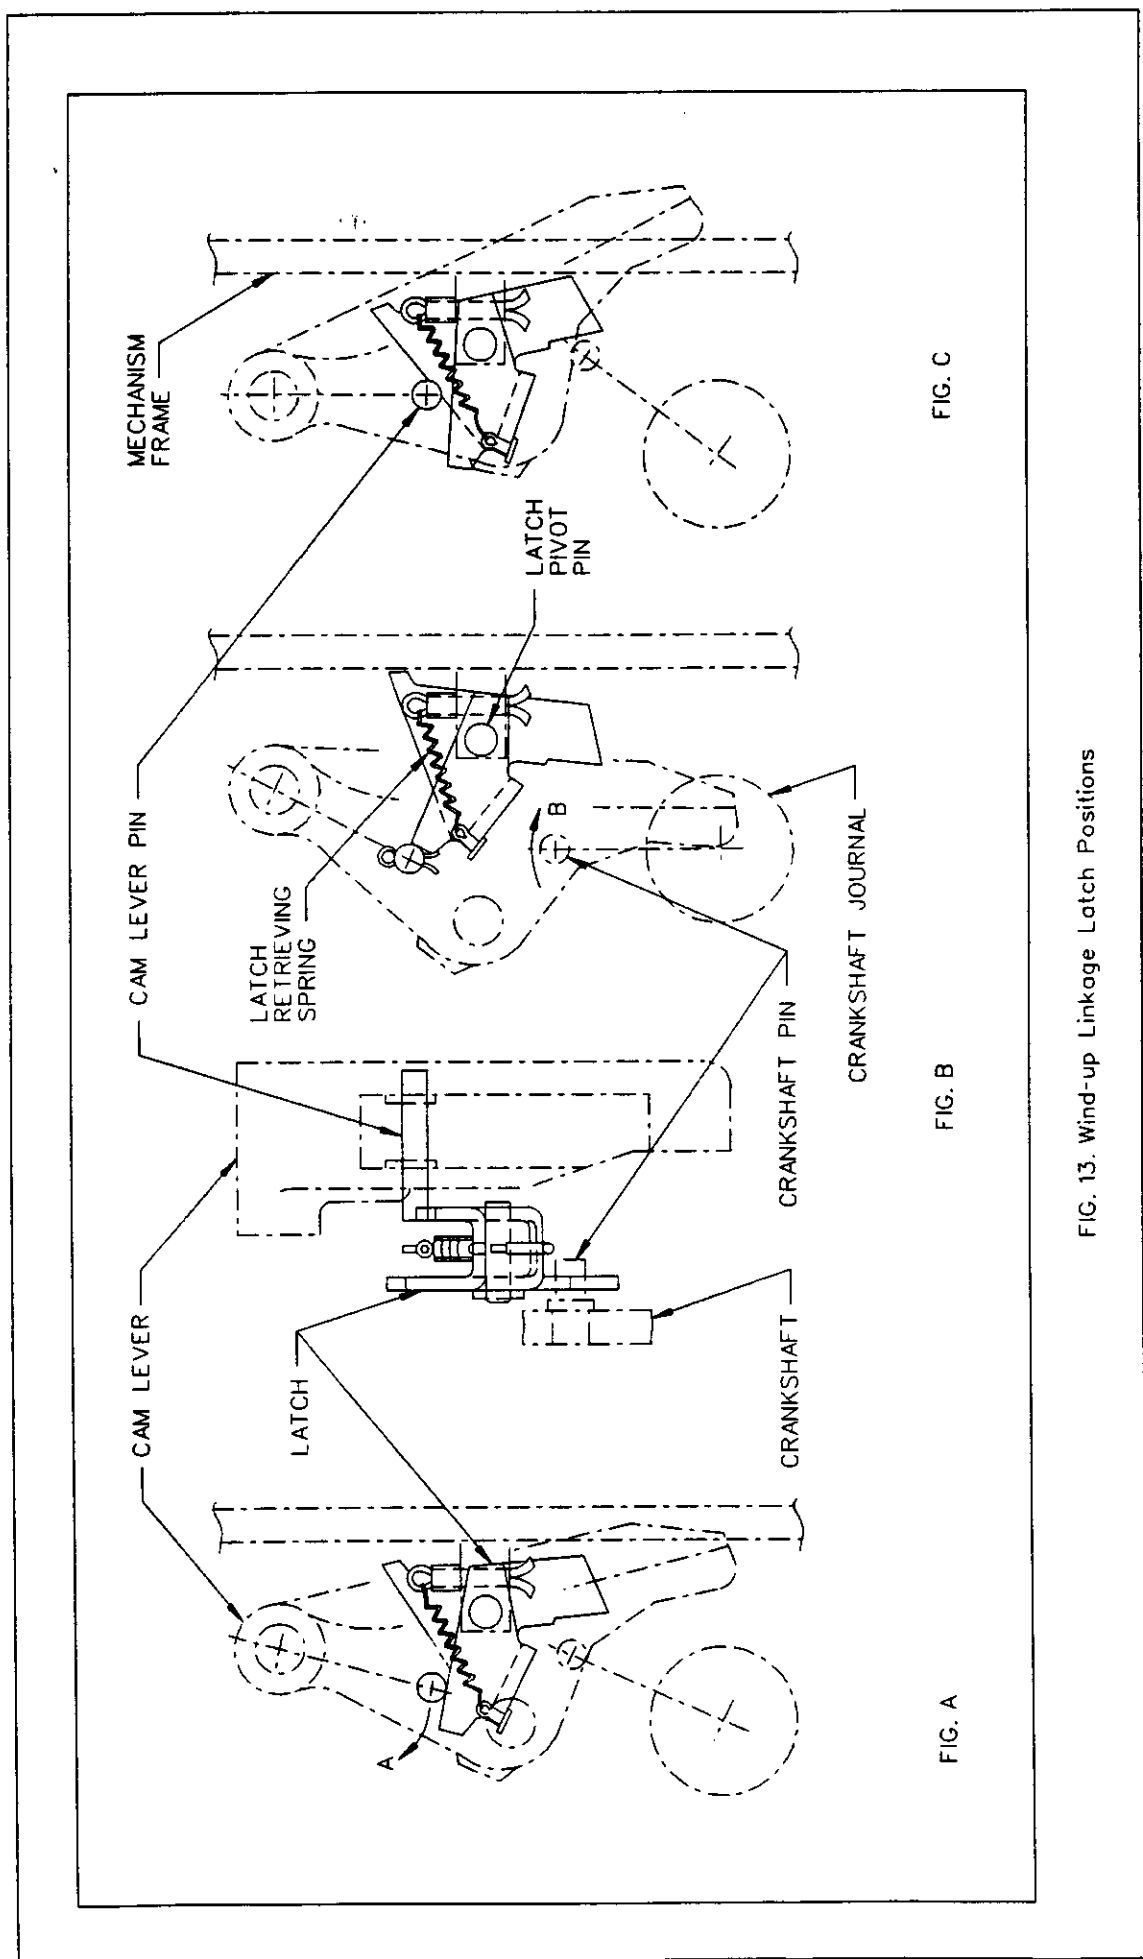 CAM LEVER
CAM LEVER PIN
MECHANISM
FRAME
LATCH
LATCH
RETRIEVING
SPRING
LATCH
PIVOT
PIN
A
B
CRANKSHAFT
CRANKSHAFT PIN
CRANKSHAFT JOURNAL
FIG. A
FIG. B
FIG. C
FIG. 13. Wind-up Linkage Latch Positions